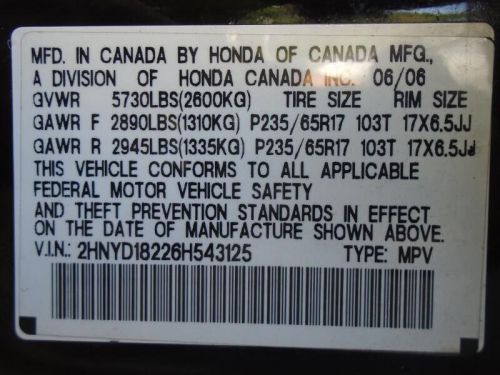 MFD. IN CANADA BY HONDA OF CANADA MFG.,
A DIVISION OF HONDA CANADA INC. 06/06
GVWR 5730LBS(2600KG) TIRE SIZE RIM SIZE
GAWR F 2890LBS(1310KG) P235/65R17 103T 17X6.5JJ
GAWR R 2945LBS(1335KG) P235/65R17 103T 17X6.5JJ
THIS VEHICLE CONFORMS TO ALL APPLICABLE
FEDERAL MOTOR VEHICLE SAFETY
AND THEFT PREVENTION STANDARDS IN EFFECT
ON THE DATE OF MANUFACTURE SHOWN ABOVE.
V.I.N.: 2HNYD18226H543125 TYPE: MPV